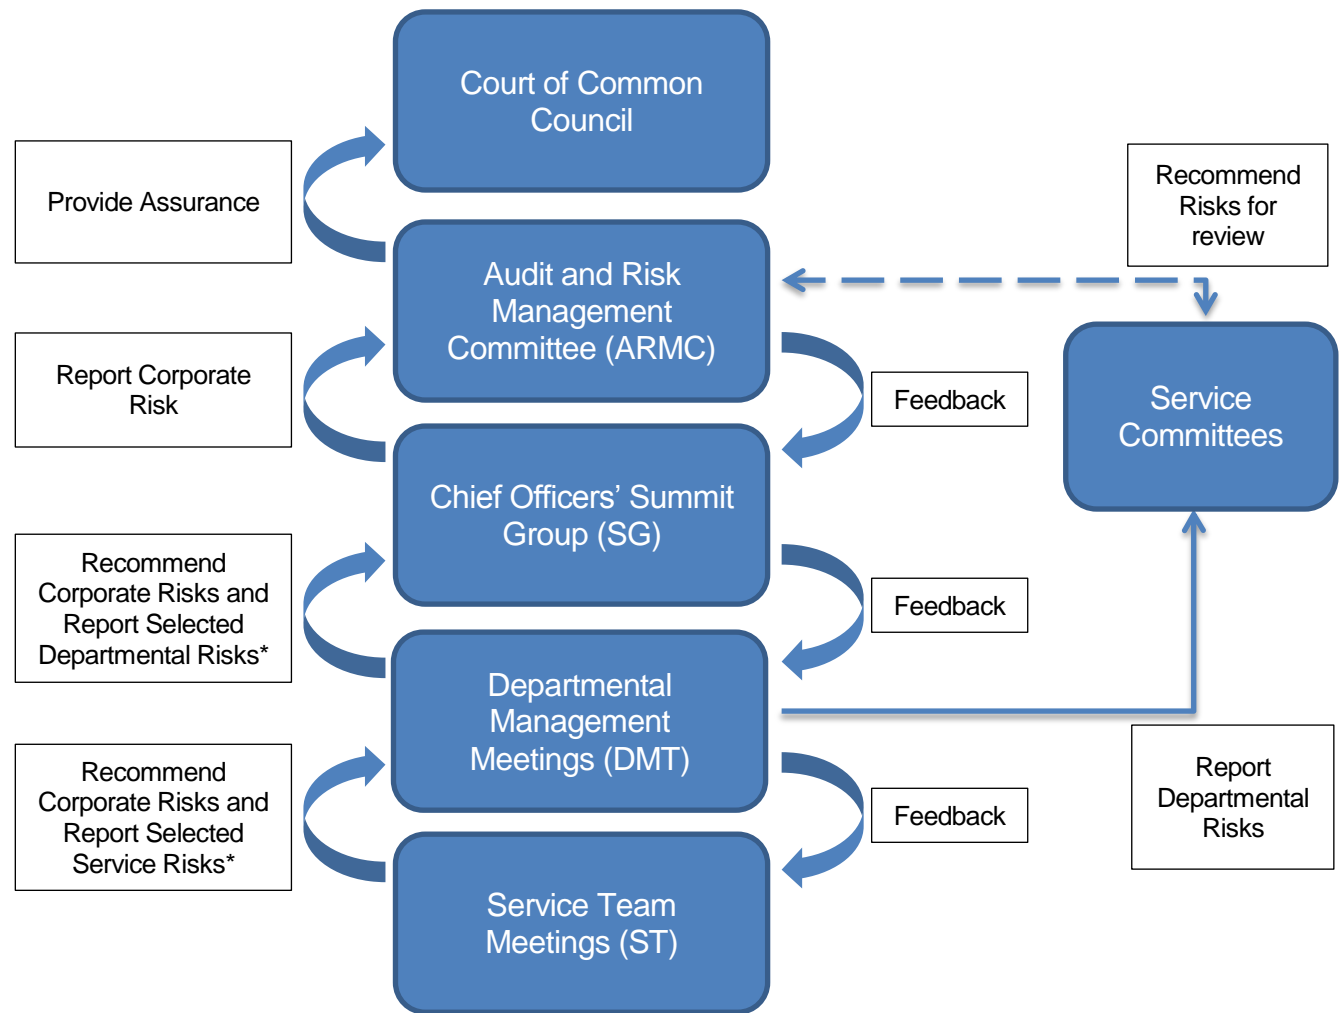 Court of Common
Council
Provide Assurance
Recommend
Risks for
review
Audit and Risk
Management
Committee (ARMC)
Report Corporate
Risk
Feedback
Service
Committees
Chief Officers’ Summit
Group (SG)
Recommend
Corporate Risks and
Report Selected
Departmental Risks*
Feedback
Departmental
Management
Meetings (DMT)
Recommend
Corporate Risks and
Report Selected
Service Risks*
Feedback
Report
Departmental
Risks
Service Team
Meetings (ST)